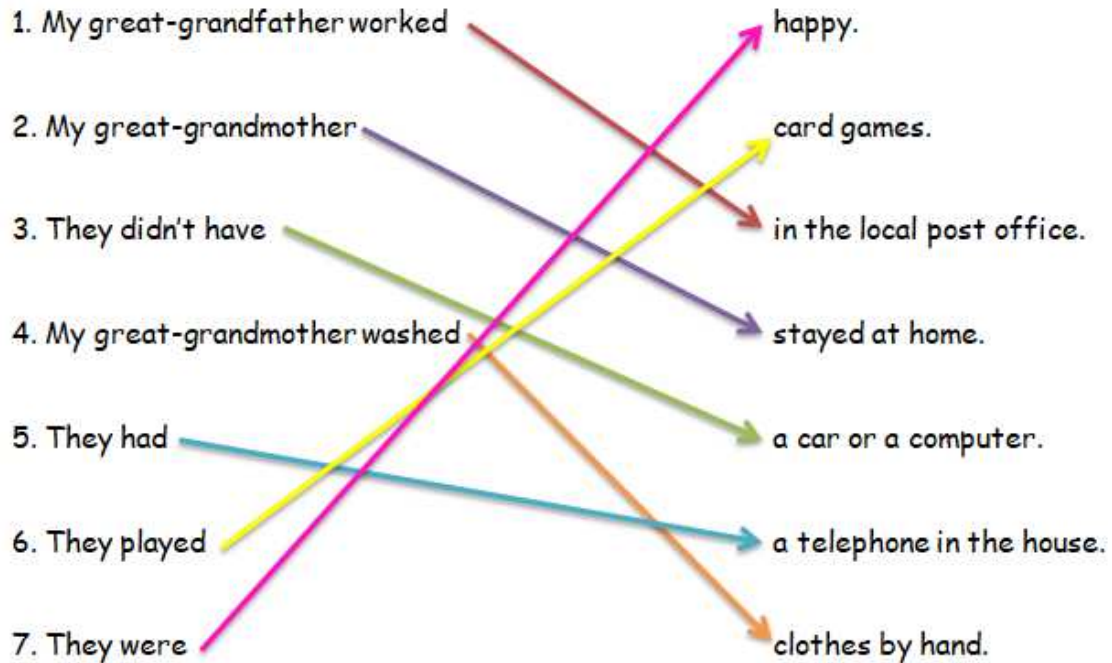 1. My great-grandfather worked
happy.
2. My great-grandmother
card games.
3. They didn't have
in the local post office.
4. My great-grandmother washed
stayed at home.
5. They had
a car or a computer.
6. They played
a telephone in the house.
7. They were
clothes by hand.